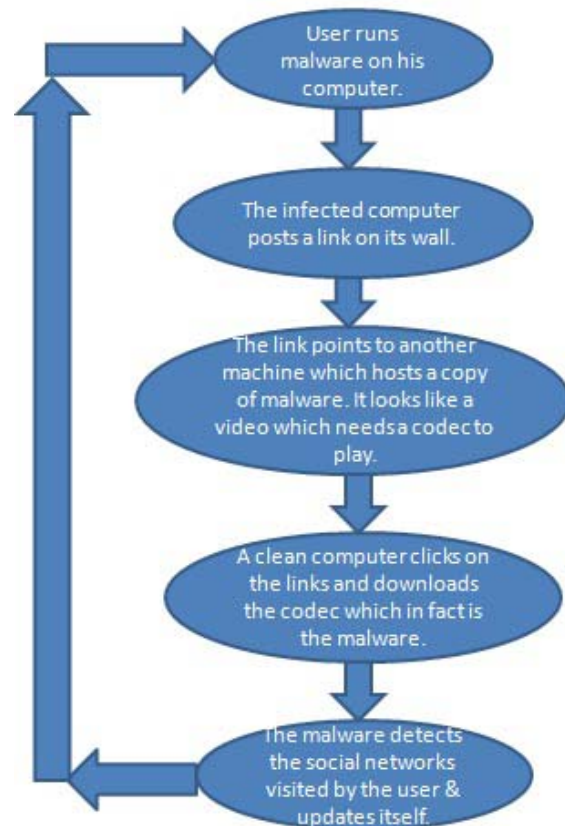 User runs
malware on his
computer.
The infected computer
posts a link on its wall.
The link points to another
machine which hosts a copy
of malware. It looks like a
video which needs a codec to
play.
A clean computer clicks on
the links and downloads
the codec which in fact is
the malware.
The malware detects
the social networks
visited by the user &
updates itself.